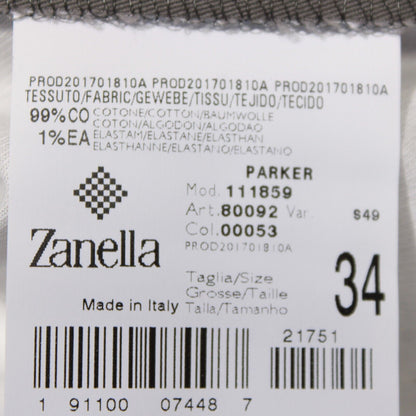 PROD201701810A PROD201701810A PROD201701810A
TESSUTO/FABRIC/GEWEBE/TISSU/TEJIDO/TECIDO
99%CO COTONE/COTTON/BAUMWOLLE
COTON/ALGODON/ALGODAO
1%EA ELASTAM/ELASTANE/ELASTHAN
ELASTHANNE/ELASTANO/ELASTANO
PARKER
Mod. 111859
Art. 80092 Var. S49
Col. 00053
PROD201701810A
Zanella
Taglia/Size
Grosse/Taille
Talla/Tamanho
34
Made in Italy
21751
1 91100 07448 7